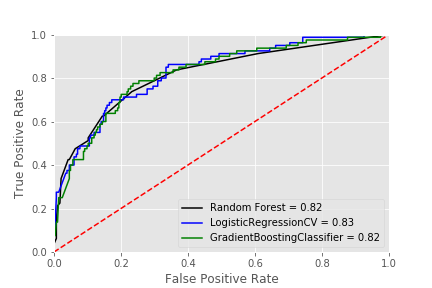 1.0
0.8
0.6
0.4
0.2
0.0
True Positive Rate
Random Forest = 0.82
LogisticRegressionCV = 0.83
GradientBoostingClassifier = 0.82
0.0 0.2 0.4 0.6 0.8 1.0
False Positive Rate